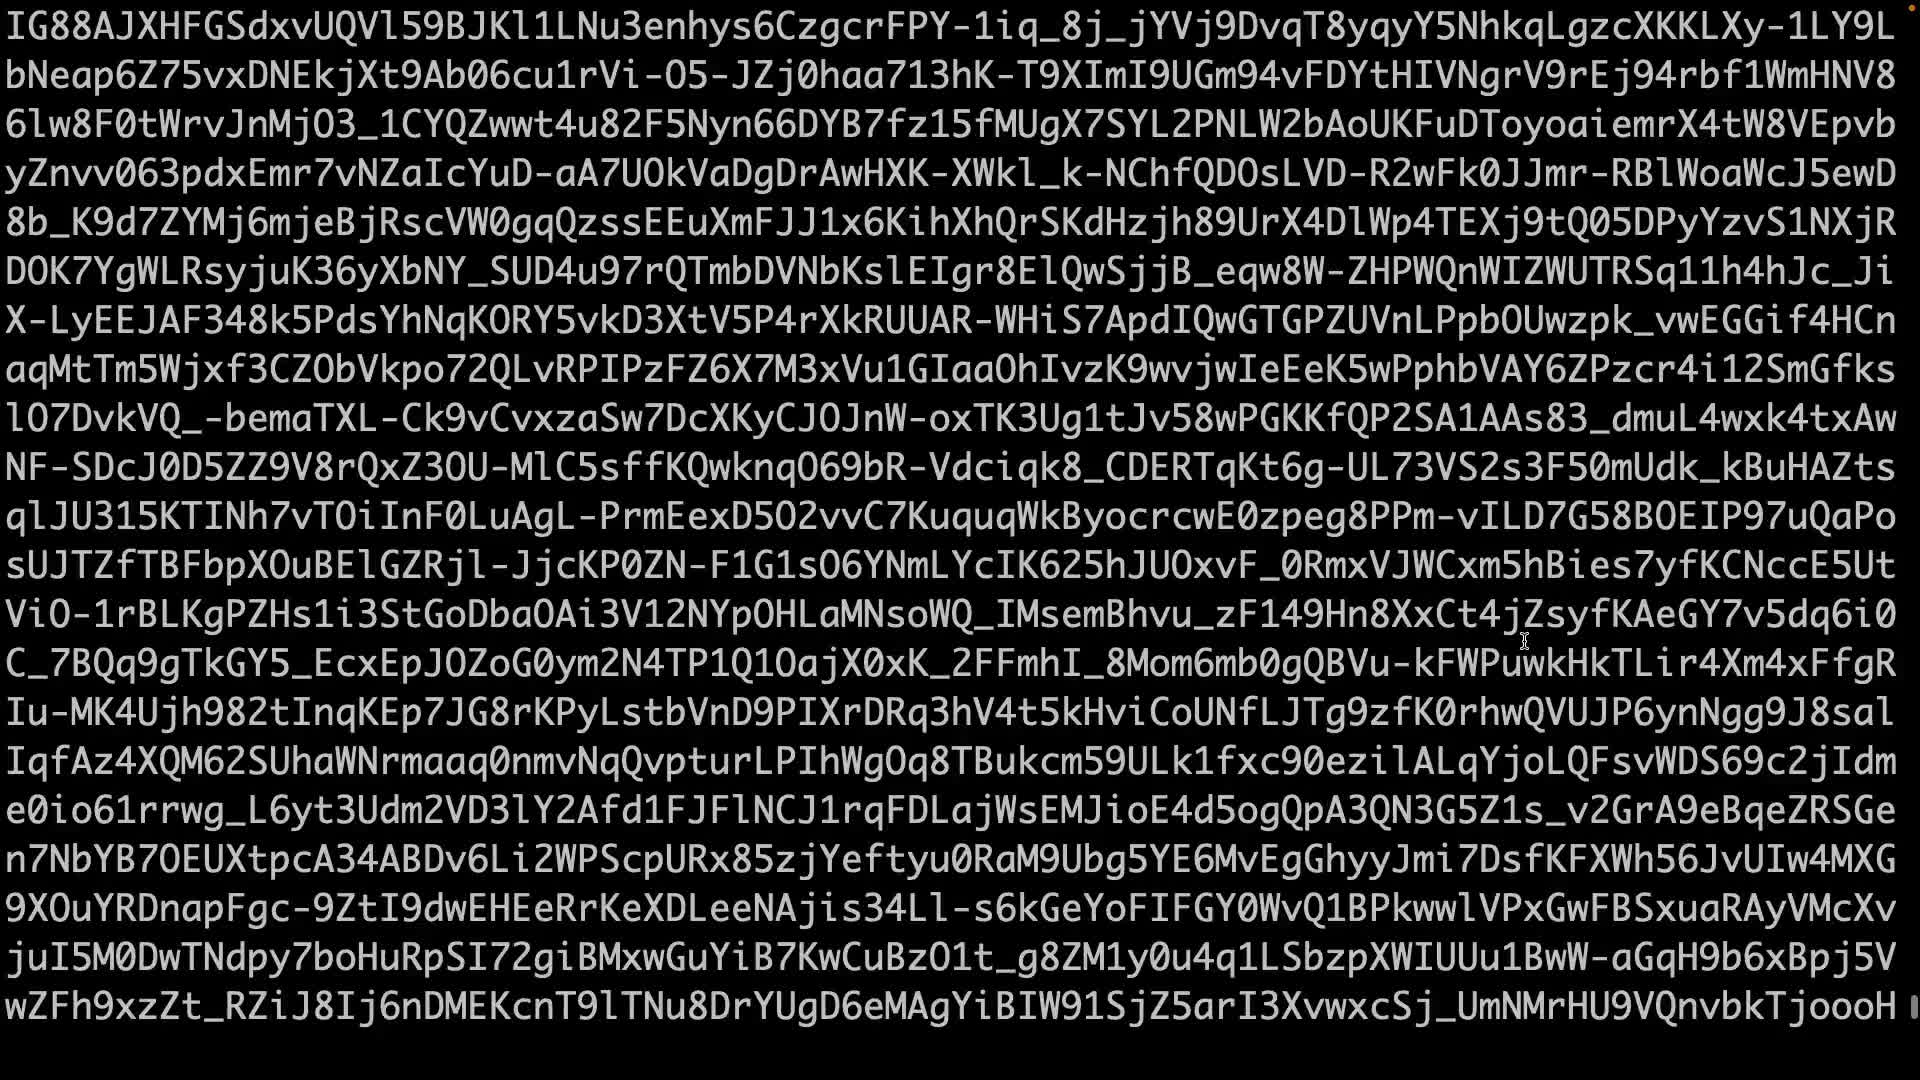 IG88AJXHFGSdxvUQVl59BJKl1LNu3enhys6CzgcrFPY-1iq_8j_jYVj9DvqT8yqyY5NhkqLgzcXKKLXy-1LY9L
bNeap6Z75vxDNEkjXt9Ab06cu1rVi-O5-JZj0haa713hK-T9XImI9UGm94vFDYtHIVNgrV9rEj94rbf1WmHNV8
6lw8F0tWrvJnMjO3_1CYQZwwt4u82F5Nyn66DYB7fz15fMUgX7SYL2PNLW2bAoUKFuDToyoaiemrX4tW8VEpvb
yZnvv063pdxEmr7vNZaIcYuD-aA7UOkVaDgDrAwHXK-XWkl_k-NChfQDOsLVD-R2wFk0JJmr-RBlWoaWcJ5ewD
8b_K9d7ZYMj6mjeBjRscVW0gqQzssEEuXmFJJ1x6KihXhQrSKdHzjh89UrX4DlWp4TEXj9tQ05DPyYzvS1NXjR
DOK7YgWLRsyjuK36yXbNY_SUD4u97rQTmbDVNbKslEIgr8ElQwSjjB_eqw8W-ZHPWQnWIZWUTRSq11h4hJc_Ji
X-LyEEJAF348k5PdsYhNqKORY5vkD3XtV5P4rXkRUUAR-WHiS7ApdIQwGTGPZUVnLPpbOUwzpk_vwEGGif4HCn
aqMtTm5Wjxf3CZObVkpo72QLvRPIPzFZ6X7M3xVu1GIaaOhIvzK9wvjwIeEeK5wPphbVAY6ZPzcr4i12SmGfks
lO7DvkVQ_-bemaTXL-Ck9vCvxzaSw7DcXKyCJOJnW-oxTK3Ug1tJv58wPGKKfQP2SA1AAs83_dmuL4wxk4txAw
NF-SDcJ0D5ZZ9V8rQxZ3OU-MlC5sffKQwknqO69bR-Vdciqk8_CDERTqKt6g-UL73VS2s3F50mUdk_kBuHAZts
qlJU315KTINh7vTOiInF0LuAgL-PrmEexD5O2vvC7KuquqWkByocrcwE0zpeg8PPm-vILD7G58BOEIP97uQaPo
sUJTZfTBFbpXOuBElGZRjl-JjcKP0ZN-F1G1sO6YNmLYcIK625hJUOxvF_0RmxVJWCxm5hBies7yfKCNccE5Ut
ViO-1rBLKgPZHs1i3StGoDbaOAi3V12NYpOHLaMNsoWQ_IMsemBhvu_zF149Hn8XxCt4jZsyfKAeGY7v5dq6i0
C_7BQq9gTkGY5_EcxEpJOZoG0ym2N4TP1Q1OajX0xK_2FFmhI_8Mom6mb0gQBVu-kFWPuwkHkTLir4Xm4xFfgR
Iu-MK4Ujh982tInqKEp7JG8rKPyLstbVnD9PIXrDRq3hV4t5kHviCoUNfLJTg9zfK0rhwQVUJP6ynNgg9J8sal
IqfAz4XQM62SUhaWNrmaaq0nmvNqQvpturLPIhWgOq8TBukcm59ULk1fxc90ezilALqYjoLQFsvWDS69c2jIdm
e0io61rrwg_L6yt3Udm2VD3lY2Afd1FJFlNCJ1rqFDLajWsEMJioE4d5ogQpA3QN3G5Z1s_v2GrA9eBqeZRSGe
n7NbYB7OEUXtpcA34ABDv6Li2WPScpURx85zjYeftyu0RaM9Ubg5YE6MvEgGhyyJmi7DsfKFXWh56JvUIw4MXG
9XOuYRDnapFgc-9ZtI9dwEHEeRrKeXDLeeNAjis34Ll-s6kGeYoFIFGY0WvQ1BPkwwlVPxGwFBSxuaRAyVMcXv
juI5M0DwTNdpy7boHuRpSI72giBMxwGuYiB7KwCuBzO1t_g8ZM1y0u4q1LSbzpXWIUUu1BwW-aGqH9b6xBpj5V
wZFh9xzZt_RZiJ8Ij6nDMEKcnT9lTNu8DrYUgD6eMAgYiBIW91SjZ5arI3XvwxcSj_UmNMrHU9VQnvbkTjoooH